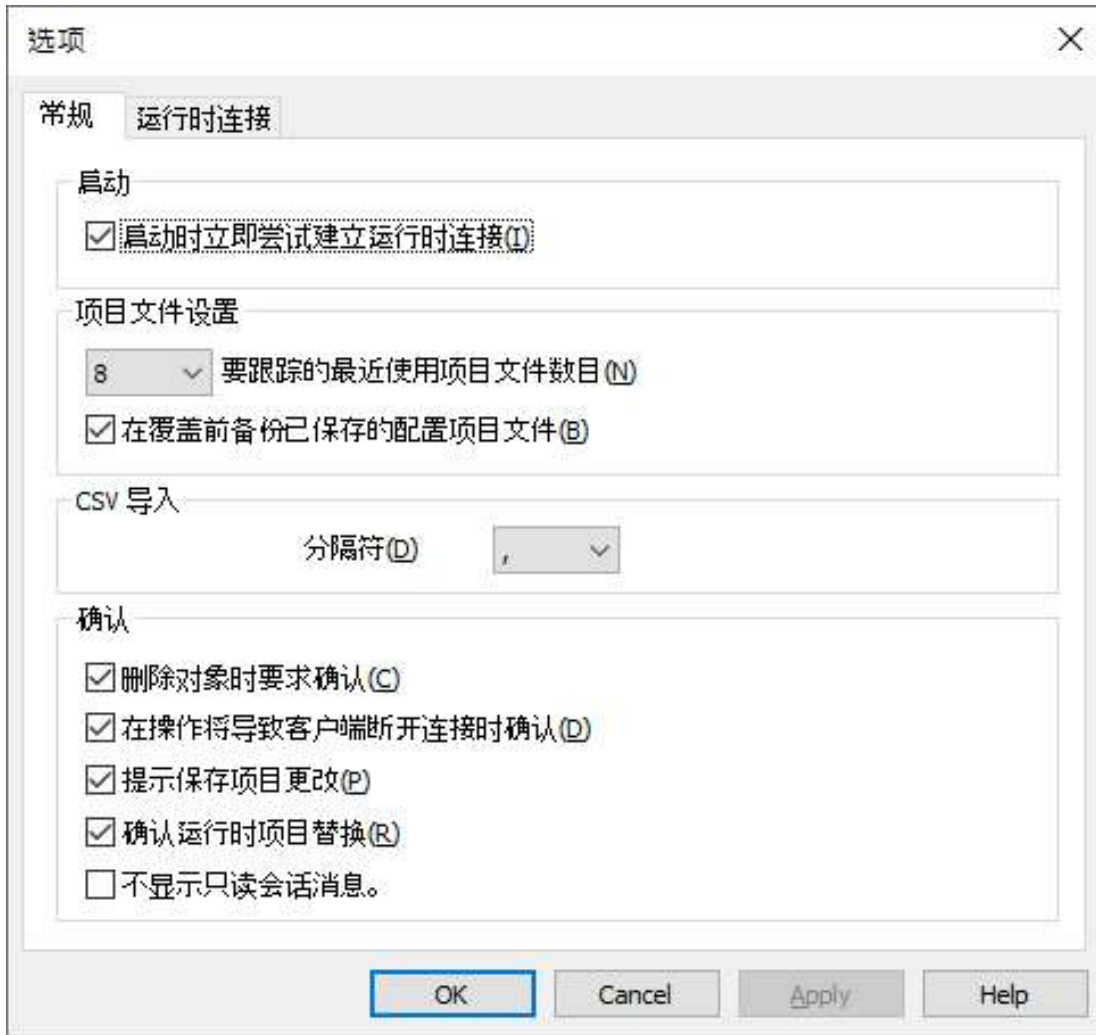 选项
常规 运行时连接
启动
启动时立即尝试建立运行时连接(I)
项目文件设置
8 要跟踪的最近使用项目文件数目(N)
在覆盖前备份已保存的配置项目文件(B)
CSV 导入
分隔符(D) ,
确认
删除对象时要求确认(C)
在操作将导致客户端断开连接时确认(D)
提示保存项目更改(P)
确认运行时项目替换(R)
不显示只读会话消息。
OK Cancel Apply Help